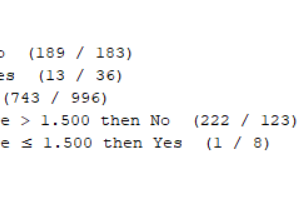 (189 / 183)
es (13 / 36)
(743 / 996)
e > 1.500 then No (222 / 123)
e ≤ 1.500 then Yes (1 / 8)